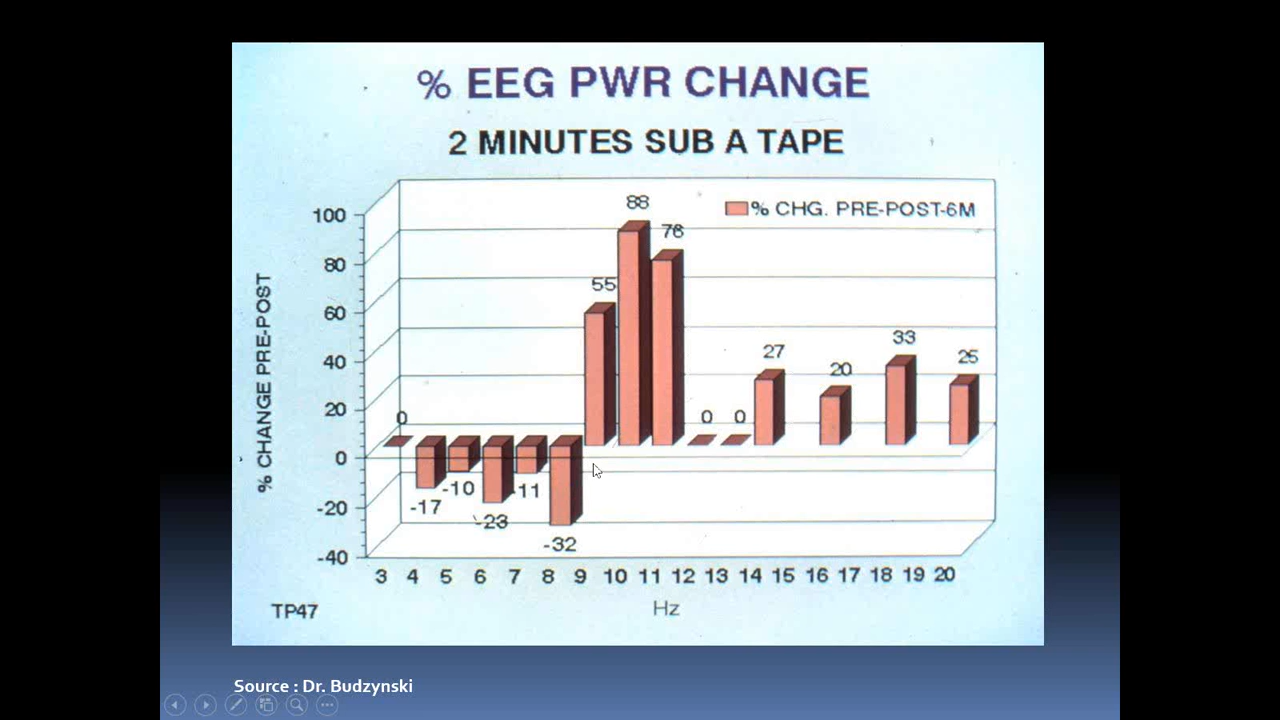 % EEG PWR CHANGE
2 MINUTES SUB A TAPE
% CHG. PRE-POST-6M
% CHANGE PRE-POST
100
80
60
40
20
0
-20
-40
0
-17
-10
-23
-11
-32
55
88
76
0
0
27
20
33
25
3 4 5 6 7 8 9 10 11 12 13 14 15 16 17 18 19 20
Hz
TP47
Source : Dr. Budzynski